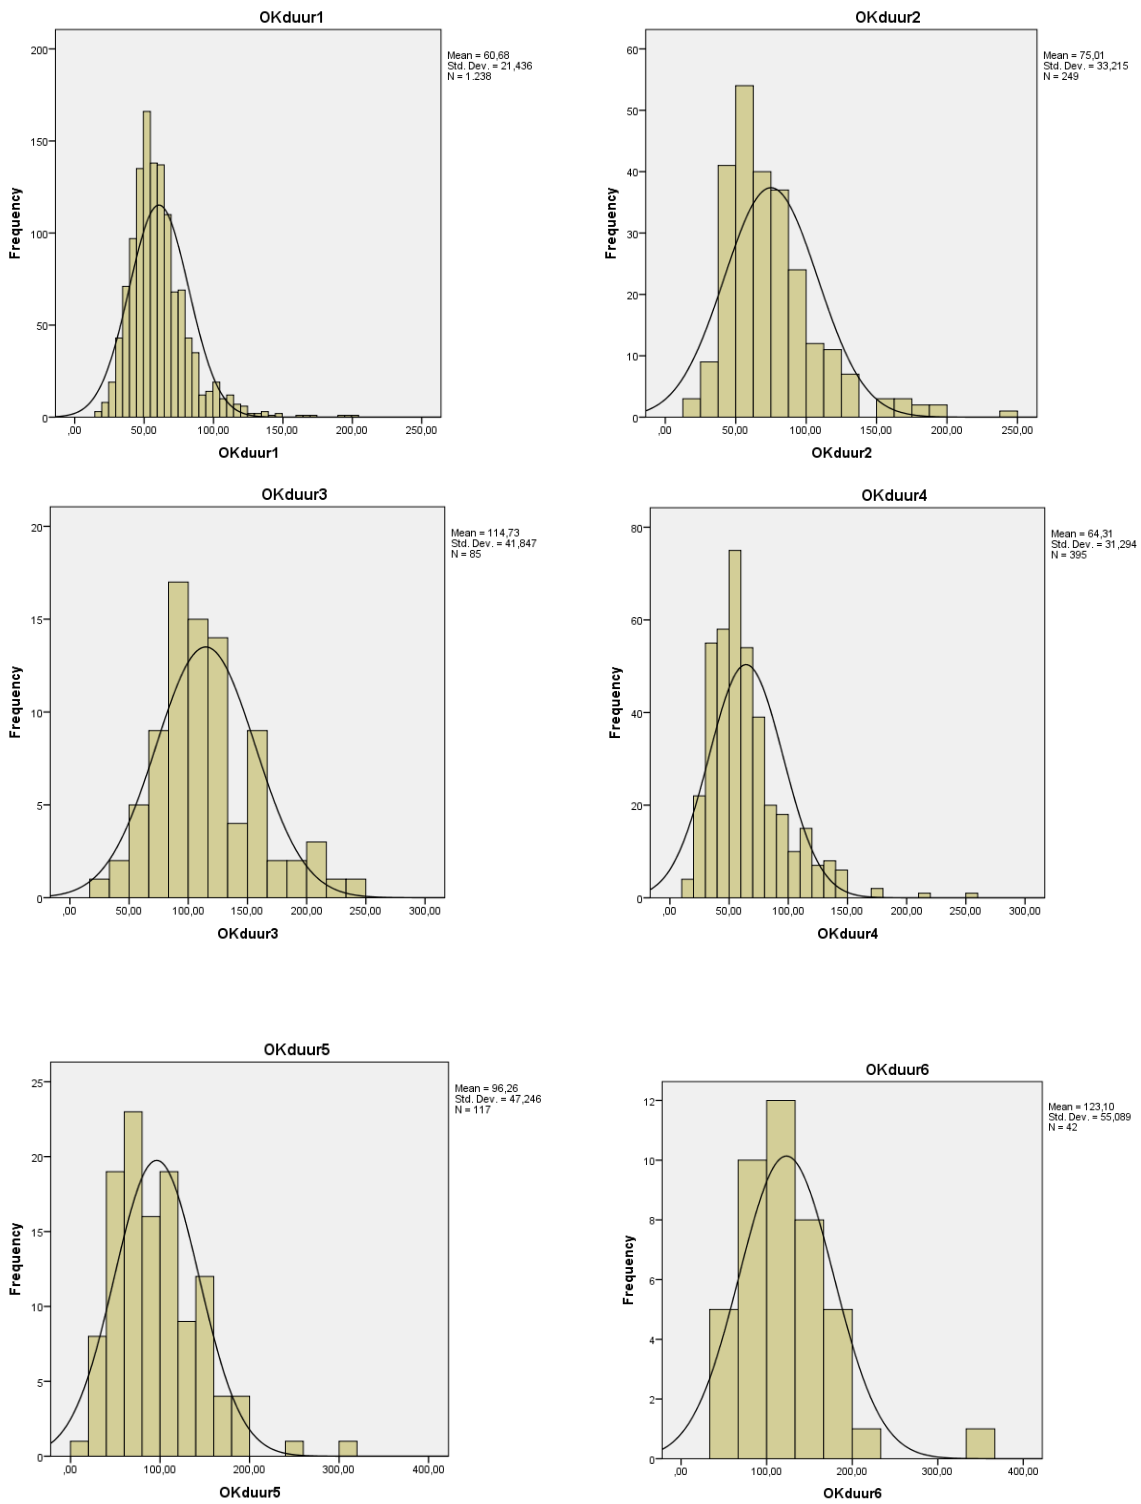 OKduur1
Mean = 60,68
Std. Dev. = 21,436
N = 1.238
200
150
100
50
0
Frequency
,00
50,00
100,00
150,00
200,00
250,00
OKduur1
OKduur2
Mean = 75,01
Std. Dev. = 33,215
N = 249
60
50
40
30
20
10
0
Frequency
,00
50,00
100,00
150,00
200,00
250,00
OKduur2
OKduur3
Mean = 114,73
Std. Dev. = 41,847
N = 85
20
15
10
5
0
Frequency
,00
50,00
100,00
150,00
200,00
250,00
300,00
OKduur3
OKduur4
Mean = 64,31
Std. Dev. = 31,294
N = 395
80
60
40
20
0
Frequency
,00
50,00
100,00
150,00
200,00
250,00
300,00
OKduur4
OKduur5
Mean = 96,26
Std. Dev. = 47,246
N = 117
25
20
15
10
5
0
Frequency
,00
100,00
200,00
300,00
400,00
OKduur5
OKduur6
Mean = 123,10
Std. Dev. = 55,089
N = 42
12
10
8
6
4
2
0
Frequency
,00
100,00
200,00
300,00
400,00
OKduur6